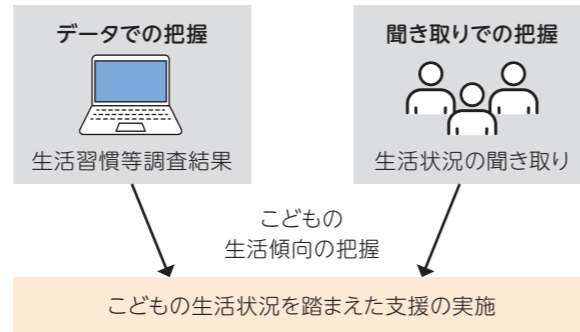 データでの把握
生活習慣等調査結果
聞き取りでの把握
生活状況の聞き取り
こどもの
生活傾向の把握
こどもの生活状況を踏まえた支援の実施